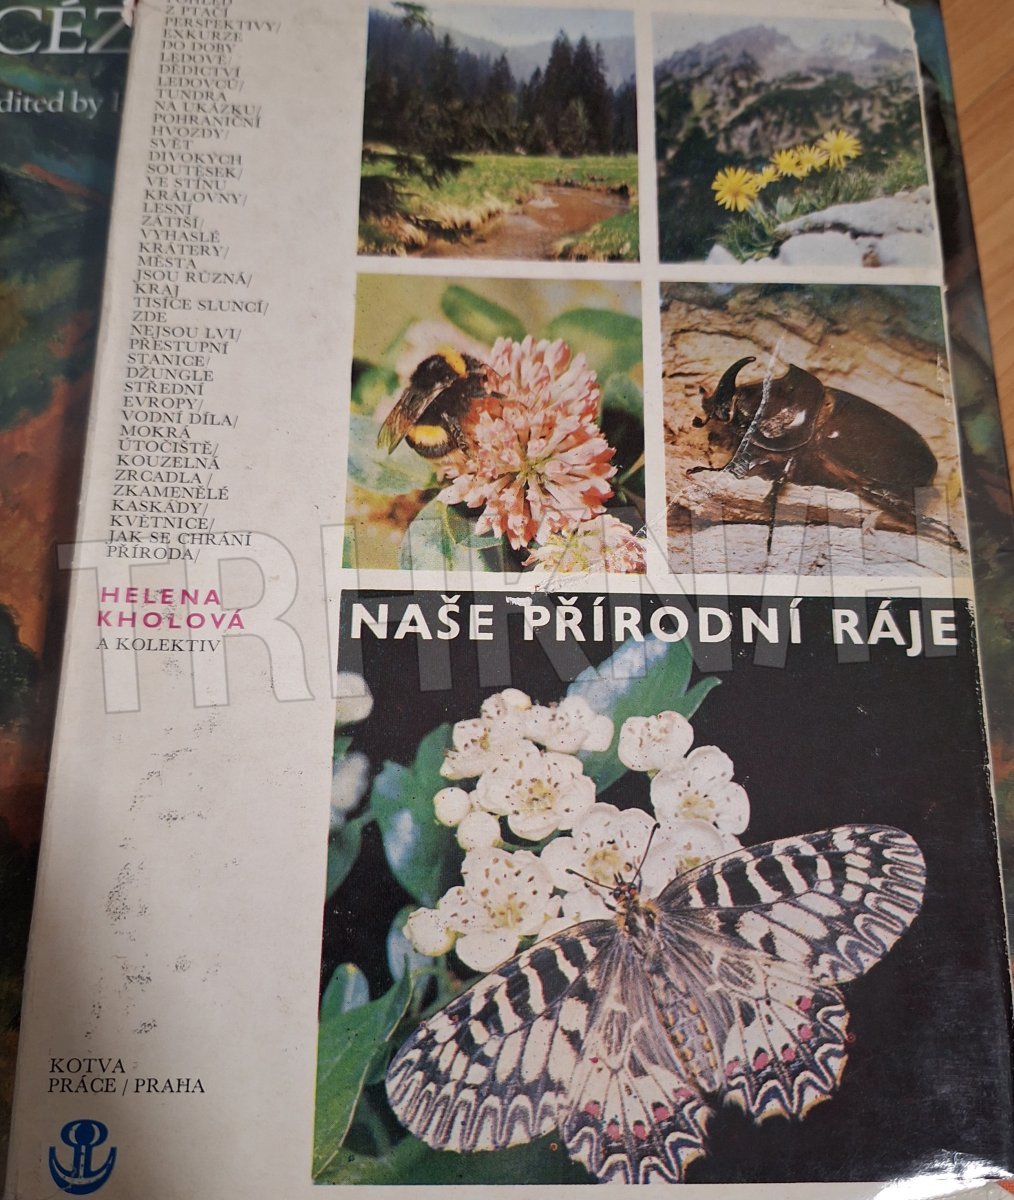 CÉZ
dited by
POHLED
Z PTAČÍ
PERSPEKTIVY/
EXKURZE
DO DOBY
LEDOVÉ/
DĚDICTVÍ
LEDOVCŮ/
TUNDRA
NA UKÁZKU/
POHRANIČNÍ
HVOZDY/
SVĚT
DIVOKÝCH
SOUTĚSEK/
VE STÍNU
KRÁLOVNY/
LESNÍ
ZÁTIŠÍ/
VYHASLÉ
KRÁTERY/
MĚSTA
JSOU RŮZNÁ/
KRAJ
TISÍCE SLUNCÍ/
ZDE
NEJSOU LVI/
PŘESTUPNÍ
STANICE/
DŽUNGLE
STŘEDNÍ
EVROPY/
VODNÍ DÍLA/
MOKRÁ
ÚTOČIŠTĚ/
KOUZELNÁ
ZRCADLA/
ZKAMENĚLÉ
KASKÁDY/
KVĚTNICE/
JAK SE CHRÁNÍ
PŘÍRODA/
HELENA
KHOLOVÁ
A KOLEKTIV
NAŠE PŘÍRODNÍ RÁJE
TRHKNIH
KOTVA
PRÁCE/PRAHA